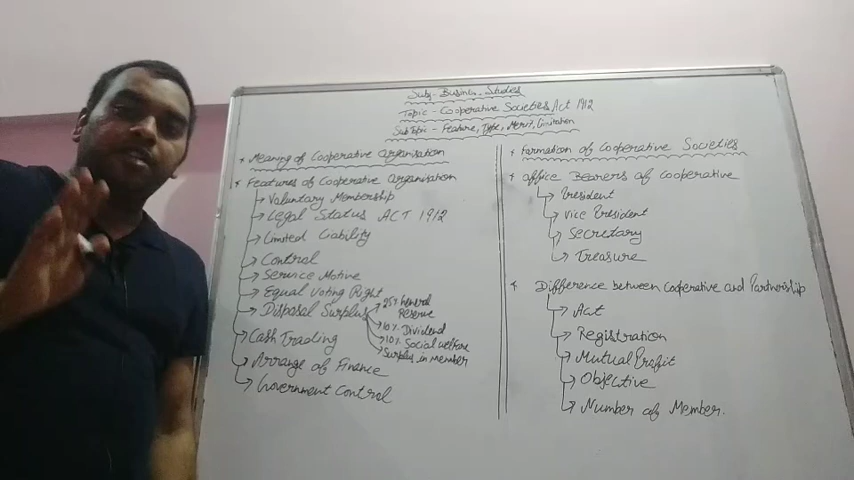 Sub- Business Studies
Topic- Cooperative Societies Act 1912
Sub Topic - Feature, Type, Merit, Limitation
* Meaning of Cooperative Organisation
* Features of Cooperative Organisation
→ Voluntary Membership
→ Legal Status ACT 1912
→ Limited Liability
→ Control
→ Service Motive
→ Equal Voting Right
→ Disposal Surplus
→ 25% General Reserve
→ 10% Dividend
→ 10% Social welfare
→ Surplus in member
→ Cash Trading
→ Arrange of Finance
→ Government Control
* Formation of Cooperative Societies
* Office Bearers of Cooperative
→ President
→ Vice President
→ Secretary
→ Treasure
* Difference between Cooperative and Partnership
→ Act
→ Registration
→ Mutual Profit
→ Objective
→ Number of Member.